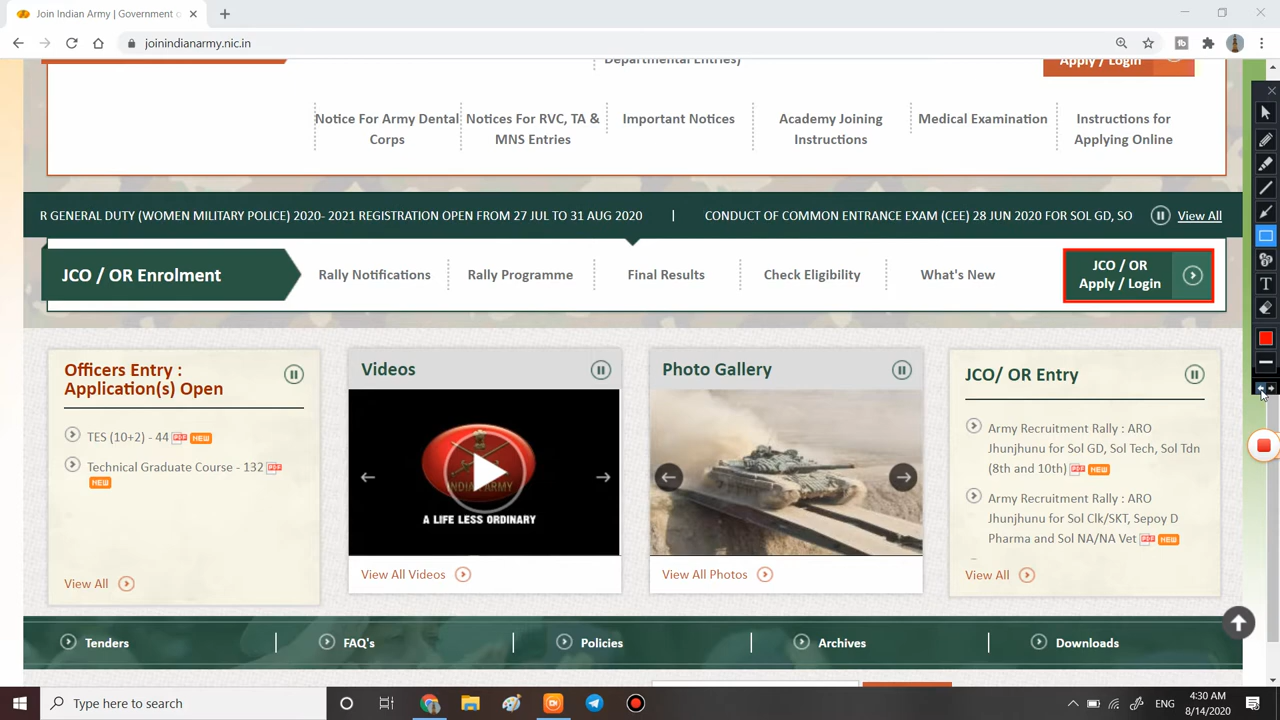 Join Indian Army | Government o
joinindianarmy.nic.in
Departmental Entries)
Apply / Login
Notice For Army Dental
Corps
Notices For RVC, TA &
MNS Entries
Important Notices
Academy Joining
Instructions
Medical Examination
Instructions for
Applying Online
R GENERAL DUTY (WOMEN MILITARY POLICE) 2020- 2021 REGISTRATION OPEN FROM 27 JUL TO 31 AUG 2020 | CONDUCT OF COMMON ENTRANCE EXAM (CEE) 28 JUN 2020 FOR SOL GD, SO
View All
JCO / OR Enrolment
Rally Notifications
Rally Programme
Final Results
Check Eligibility
What's New
JCO / OR
Apply / Login
Officers Entry :
Application(s) Open
TES (10+2) - 44 PDF NEW
Technical Graduate Course - 132 PDF
NEW
View All
Videos
INDIAN ARMY
A LIFE LESS ORDINARY
View All Videos
Photo Gallery
View All Photos
JCO/ OR Entry
Army Recruitment Rally : ARO
Jhunjhunu for Sol GD, Sol Tech, Sol Tdn
(8th and 10th) PDF NEW
Army Recruitment Rally : ARO
Jhunjhunu for Sol Clk/SKT, Sepoy D
Pharma and Sol NA/NA Vet PDF NEW
View All
Tenders
FAQ's
Policies
Archives
Downloads
T
Type here to search
ENG
4:30 AM
8/14/2020